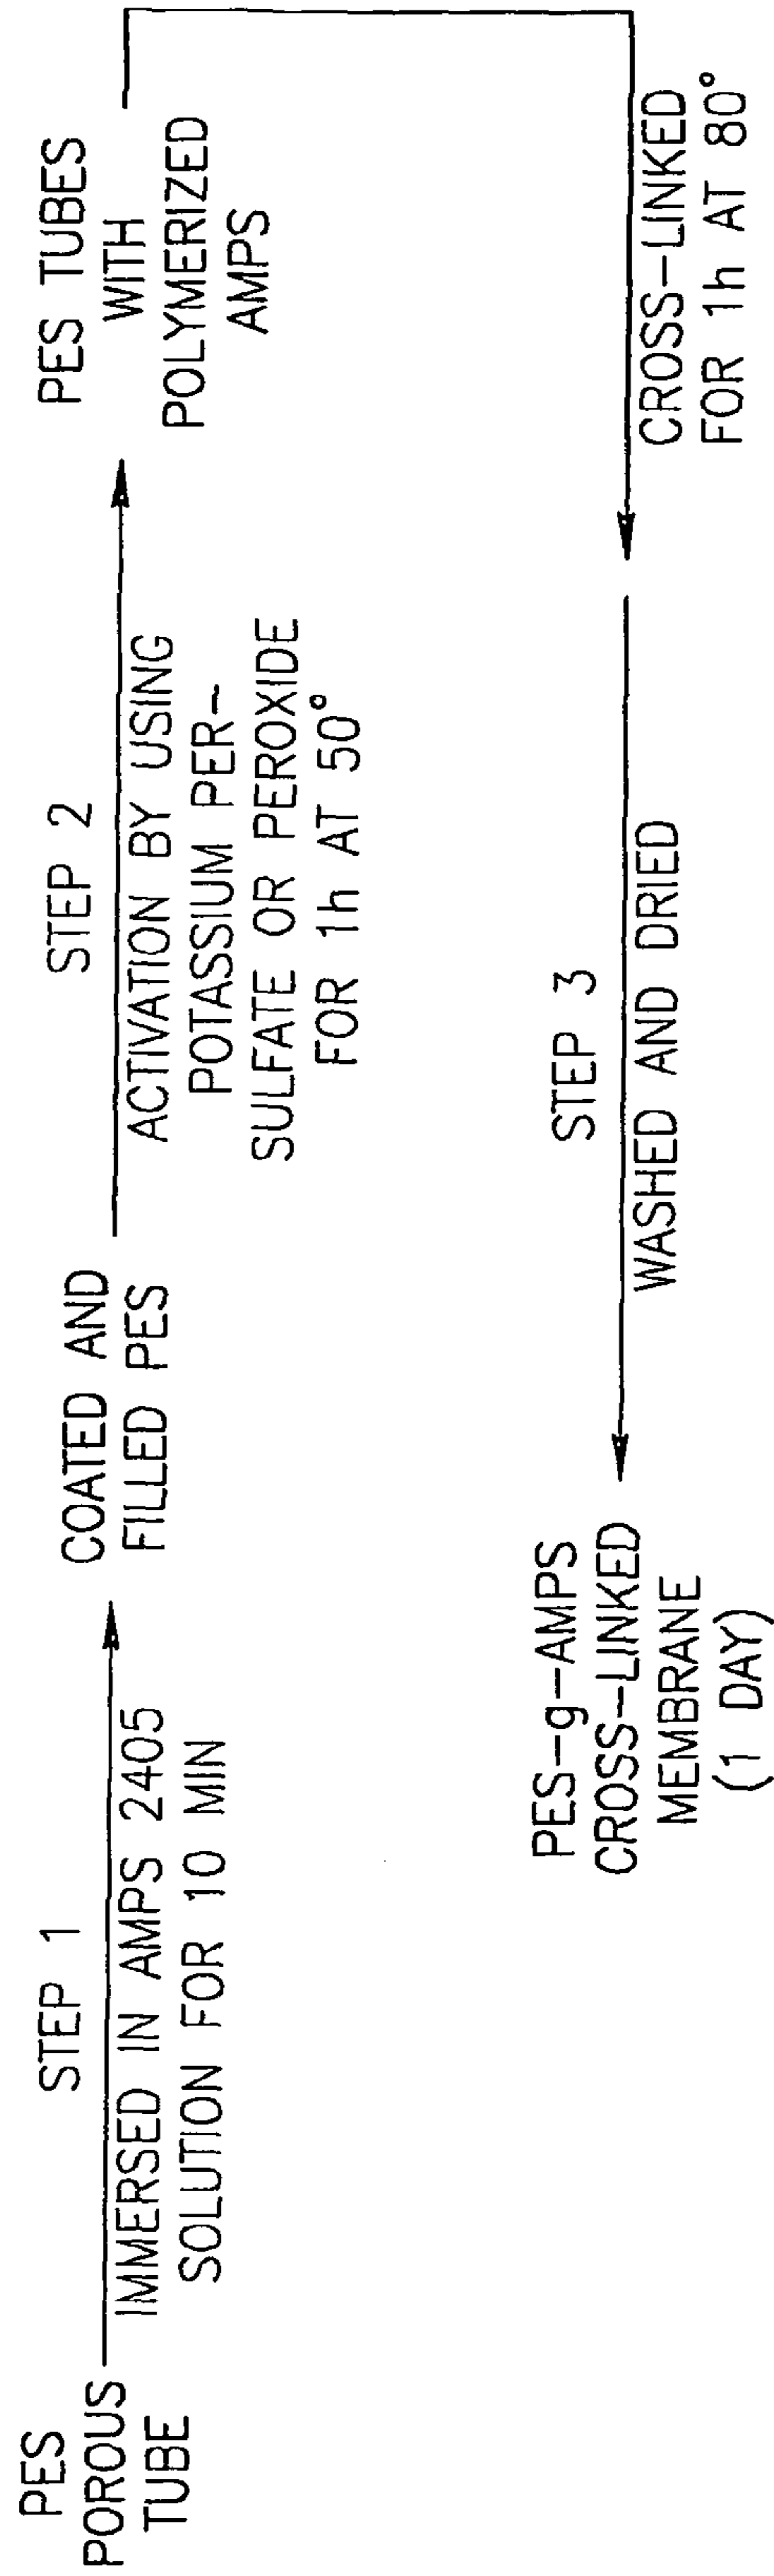 PES
POROUS
TUBE
STEP 1
IMMERSED IN AMPS 2405
SOLUTION FOR 10 MIN
COATED AND
FILLED PES
STEP 2
ACTIVATION BY USING
POTASSIUM PER-
SULFATE OR PEROXIDE
FOR 1h AT 50°
PES TUBES
WITH
POLYMERIZED
AMPS
CROSS-LINKED
FOR 1h AT 80°
STEP 3
WASHED AND DRIED
PES-g-AMPS
CROSS-LINKED
MEMBRANE
(1 DAY)